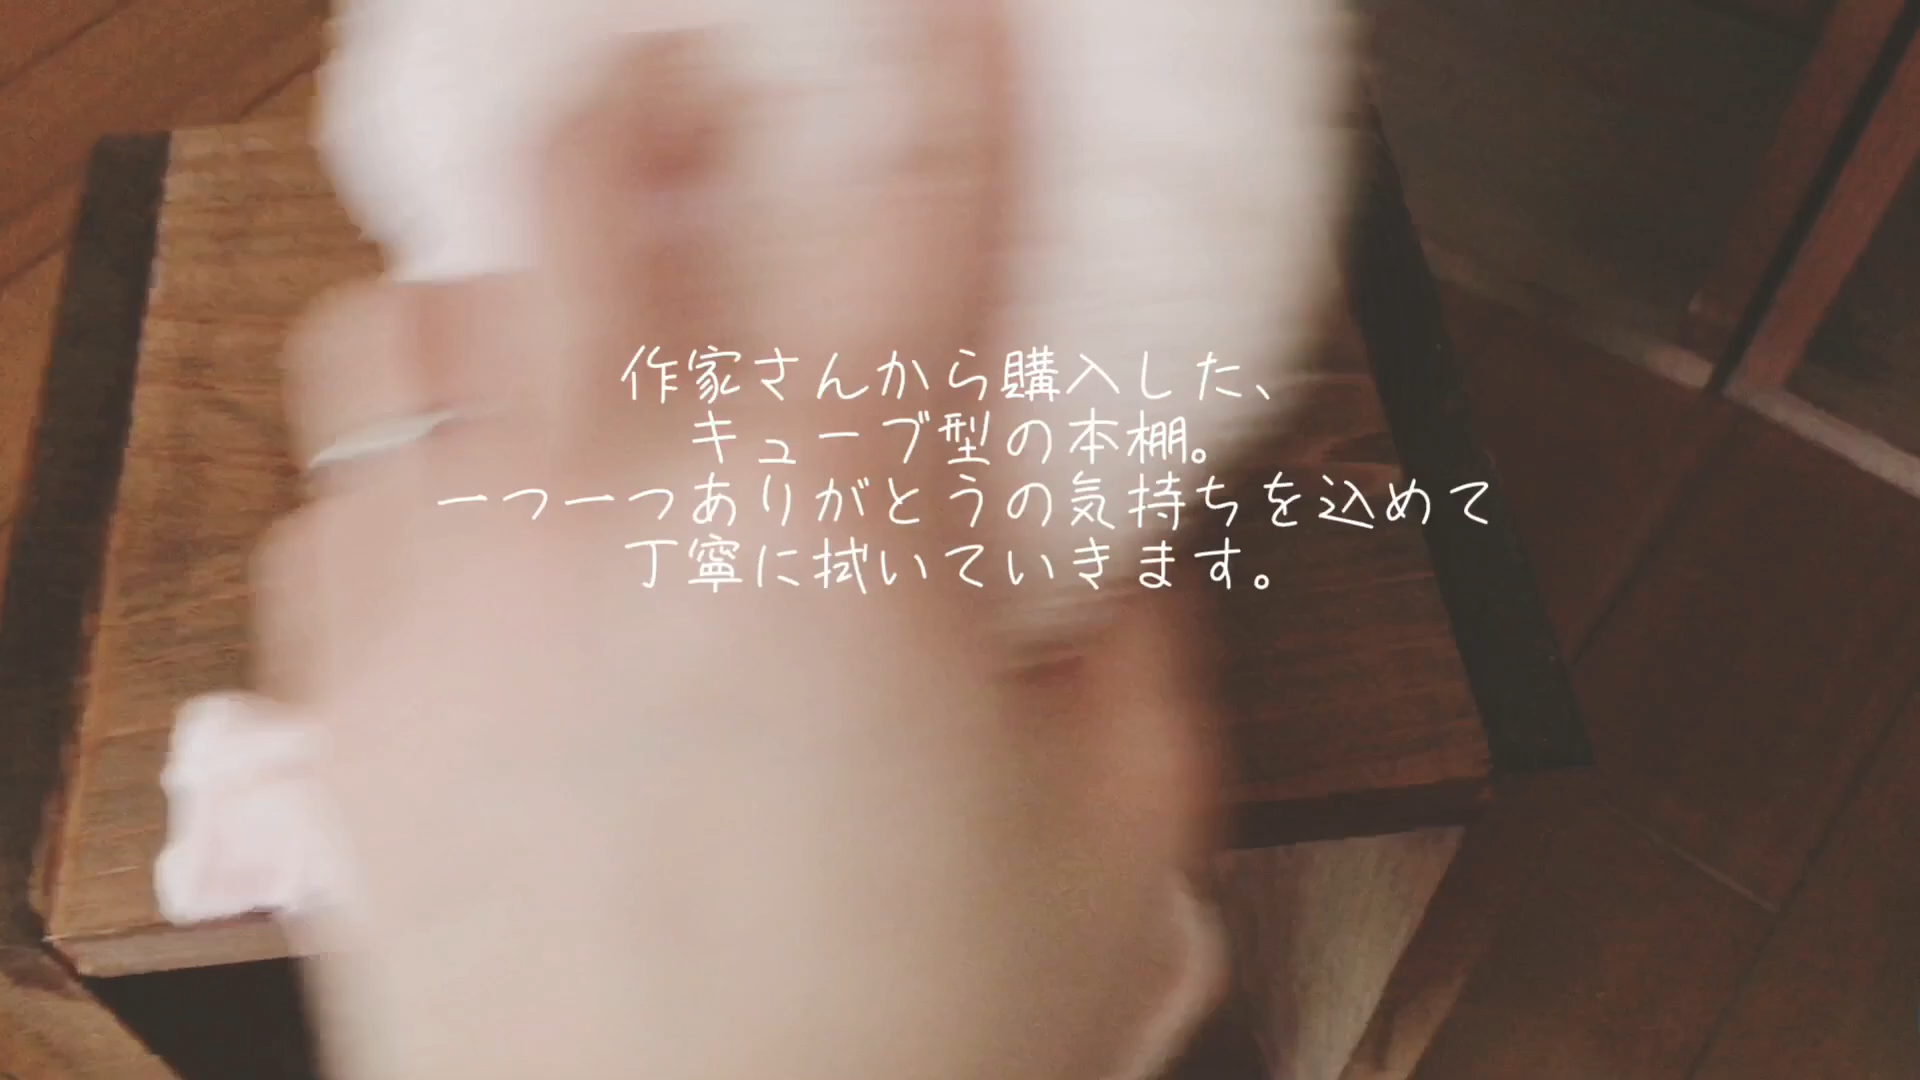 作家さんから購入した、
キューブ型の本棚。
一つ一つありがとうの気持ちを込めて
丁寧に拭いていきます。